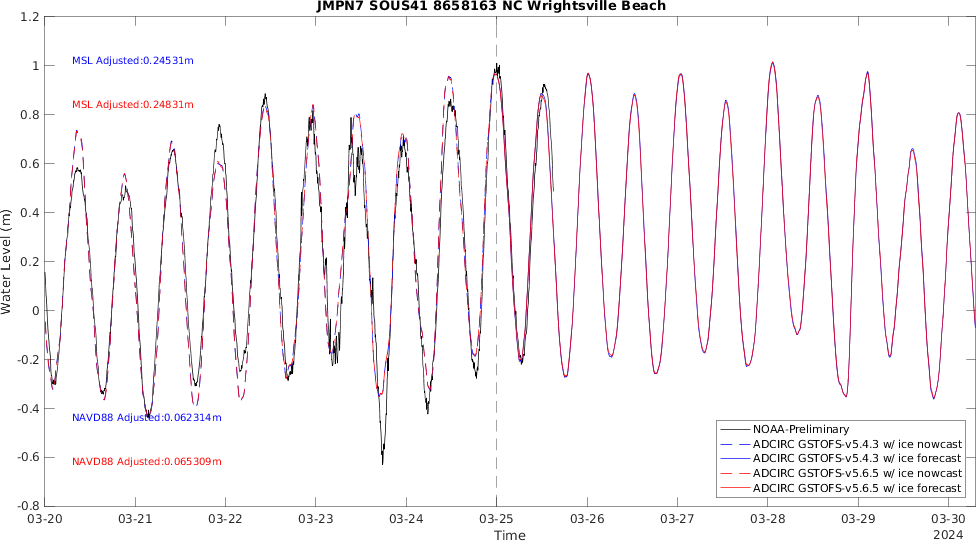 JMPN7 SOUS41 8658163 NC Wrightsville Beach
1.2
1
0.8
0.6
0.4
0.2
0
-0.2
-0.4
-0.6
-0.8
Water Level (m)
MSL Adjusted:0.24531m
MSL Adjusted:0.24831m
NAVD88 Adjusted:0.062314m
NAVD88 Adjusted:0.065309m
NOAA-Preliminary
ADCIRC GSTOFS-v5.4.3 w/ ice nowcast
ADCIRC GSTOFS-v5.4.3 w/ ice forecast
ADCIRC GSTOFS-v5.6.5 w/ ice nowcast
ADCIRC GSTOFS-v5.6.5 w/ ice forecast
03-20 03-21 03-22 03-23 03-24 03-25 03-26 03-27 03-28 03-29 03-30
Time
2024